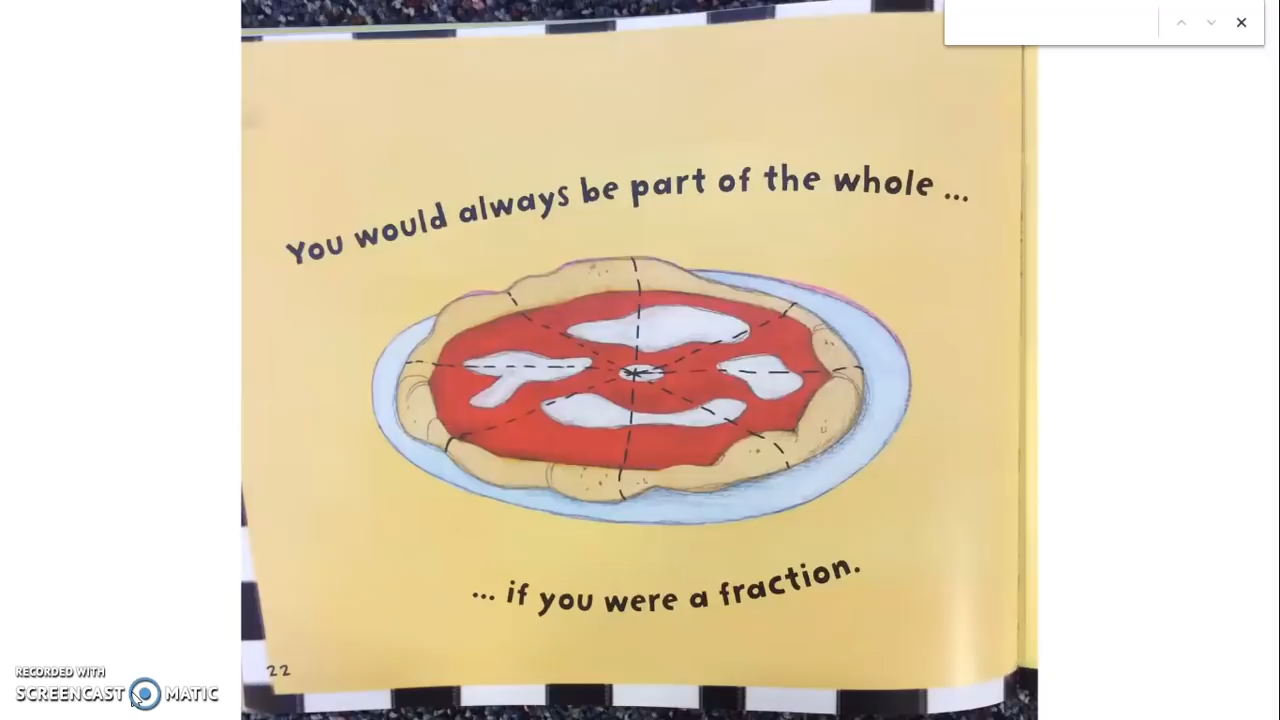 You would always be part of the whole ...
... if you were a fraction.
22
RECORDED WITH
SCREENCAST MATIC